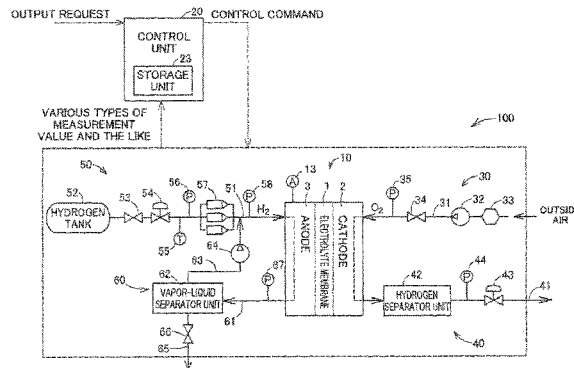 OUTPUT REQUEST
20
CONTROL COMMAND
CONTROL
UNIT
23
STORAGE
UNIT
VARIOUS TYPES OF
MEASUREMENT
VALUE AND THE LIKE
100
50
52
HYDROGEN
TANK
53
54
56
P
55
T
57
51
58
P
H2
13
A
10
3
1
2
ANODE
ELECTROLYTE MEMBRANE
CATHODE
O2
35
P
34
31
30
32
33
OUTSIDE
AIR
64
63
60
62
VAPOR-LIQUID
SEPARATOR UNIT
67
P
61
66
65
42
HYDROGEN
SEPARATOR UNIT
44
P
43
41
40